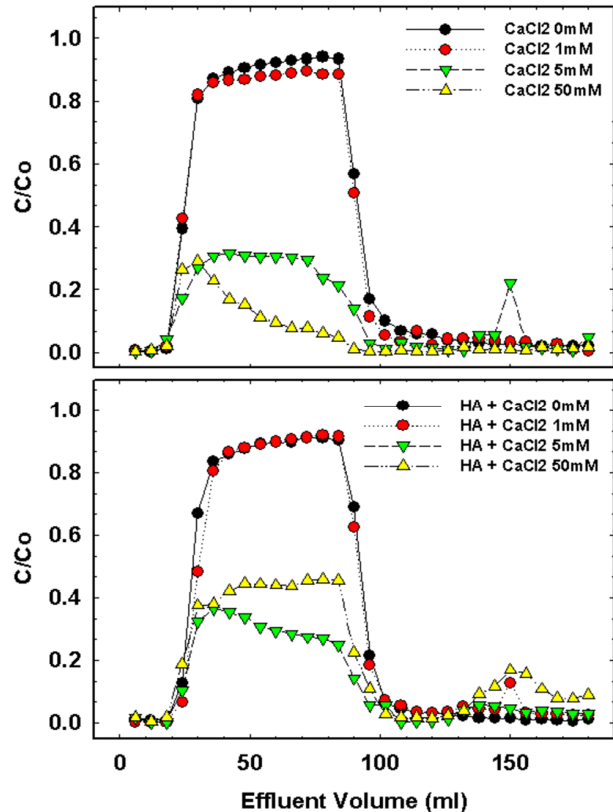 C/Co
1.0
0.8
0.6
0.4
0.2
0.0
CaCl2 0mM
CaCl2 1mM
CaCl2 5mM
CaCl2 50mM
C/Co
1.0
0.8
0.6
0.4
0.2
0.0
HA + CaCl2 0mM
HA + CaCl2 1mM
HA + CaCl2 5mM
HA + CaCl2 50mM
0 50 100 150
Effluent Volume (ml)